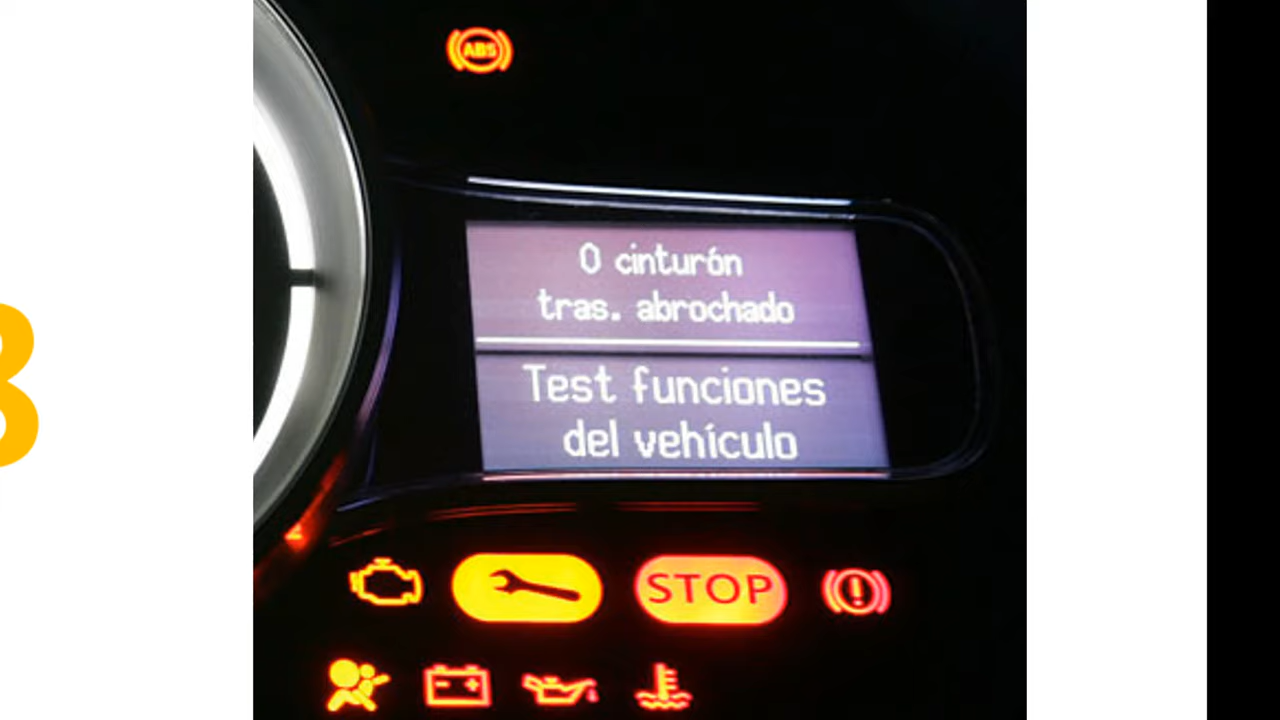 ABS
0 cinturón
tras. abrochado
Test funciones
del vehículo
STOP